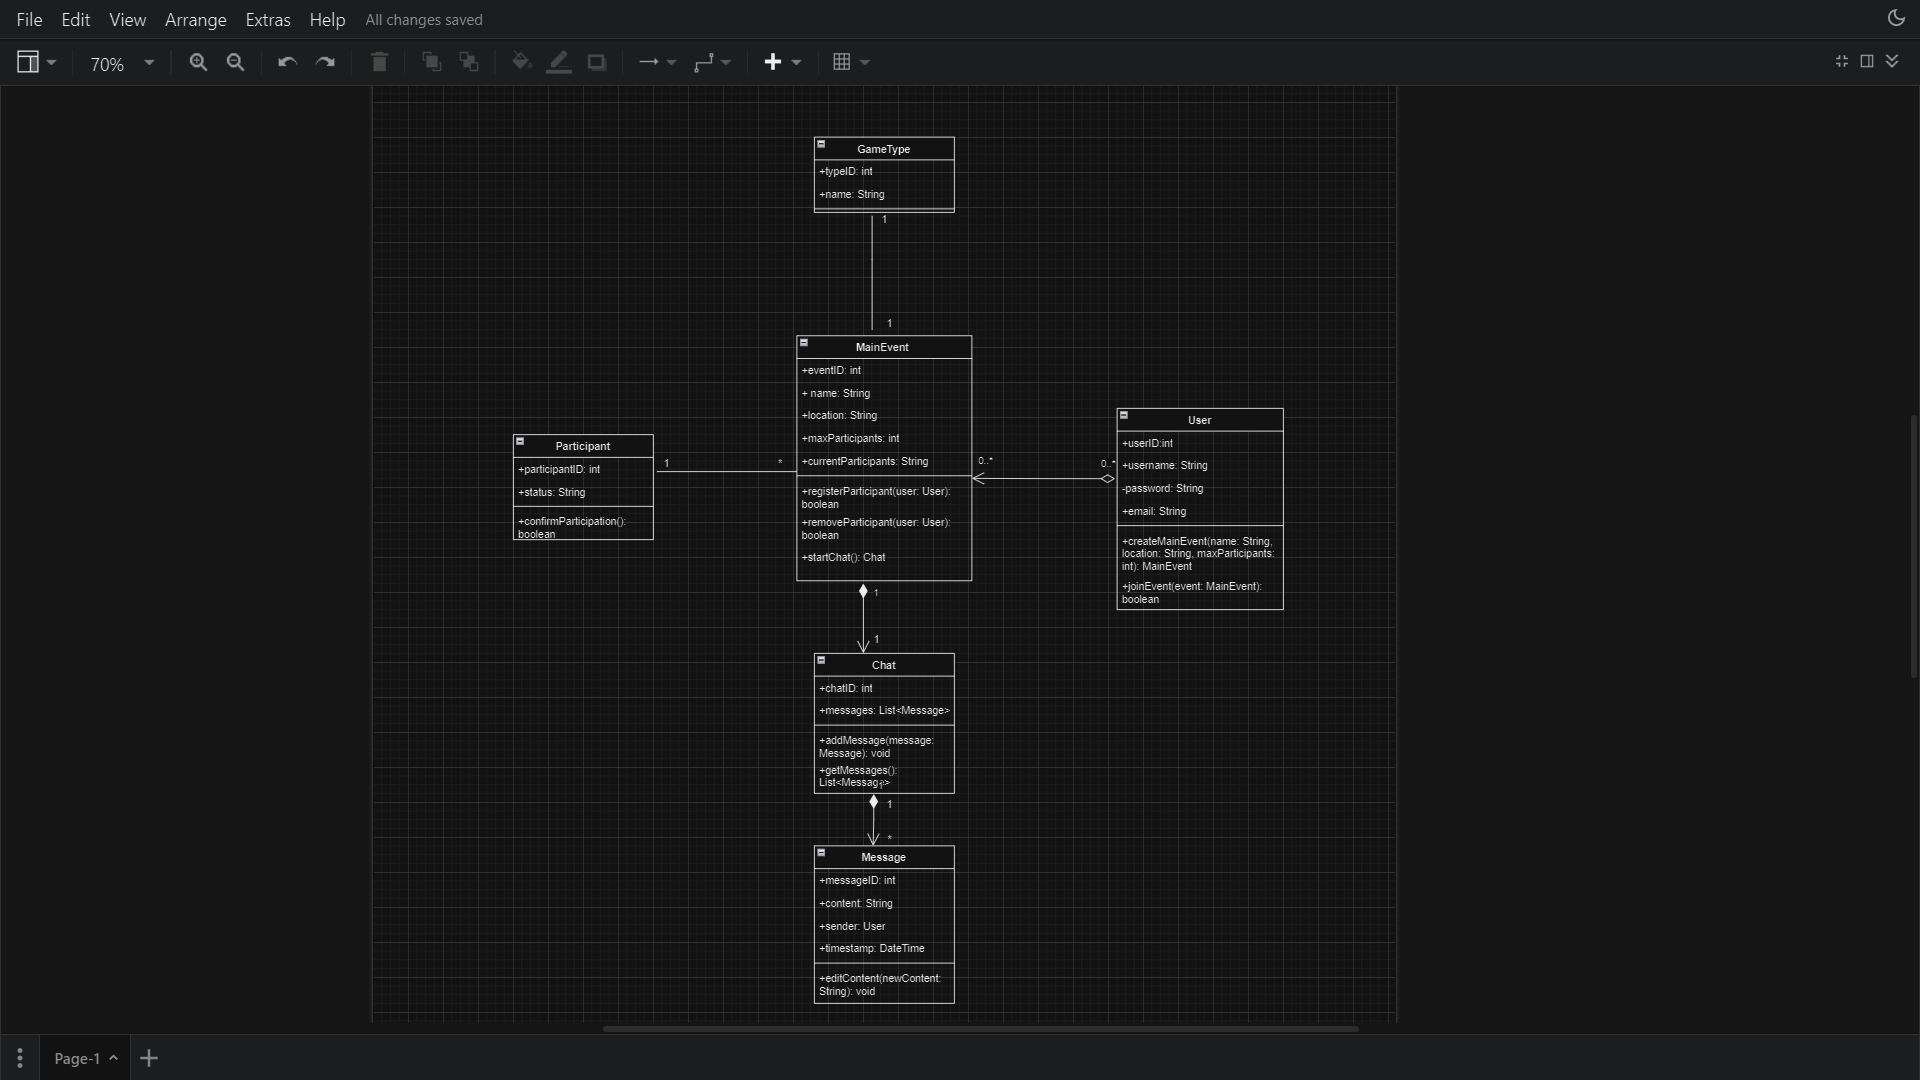 File Edit View Arrange Extras Help All changes saved
70%
GameType
+typeID: int
+name: String
1
1
MainEvent
+eventID: int
+ name: String
+location: String
+maxParticipants: int
+currentParticipants: String
+registerParticipant(user: User):
boolean
+removeParticipant(user: User):
boolean
+startChat(): Chat
Participant
+participantID: int
+status: String
+confirmParticipation():
boolean
1
*
0..*
0..*
User
+userID:int
+username: String
-password: String
+email: String
+createMainEvent(name: String,
location: String, maxParticipants:
int): MainEvent
+joinEvent(event: MainEvent):
boolean
1
1
Chat
+chatID: int
+messages: List<Message>
+addMessage(message:
Message): void
+getMessages():
List<Message>
1
*
Message
+messageID: int
+content: String
+sender: User
+timestamp: DateTime
+editContent(newContent:
String): void
Page-1